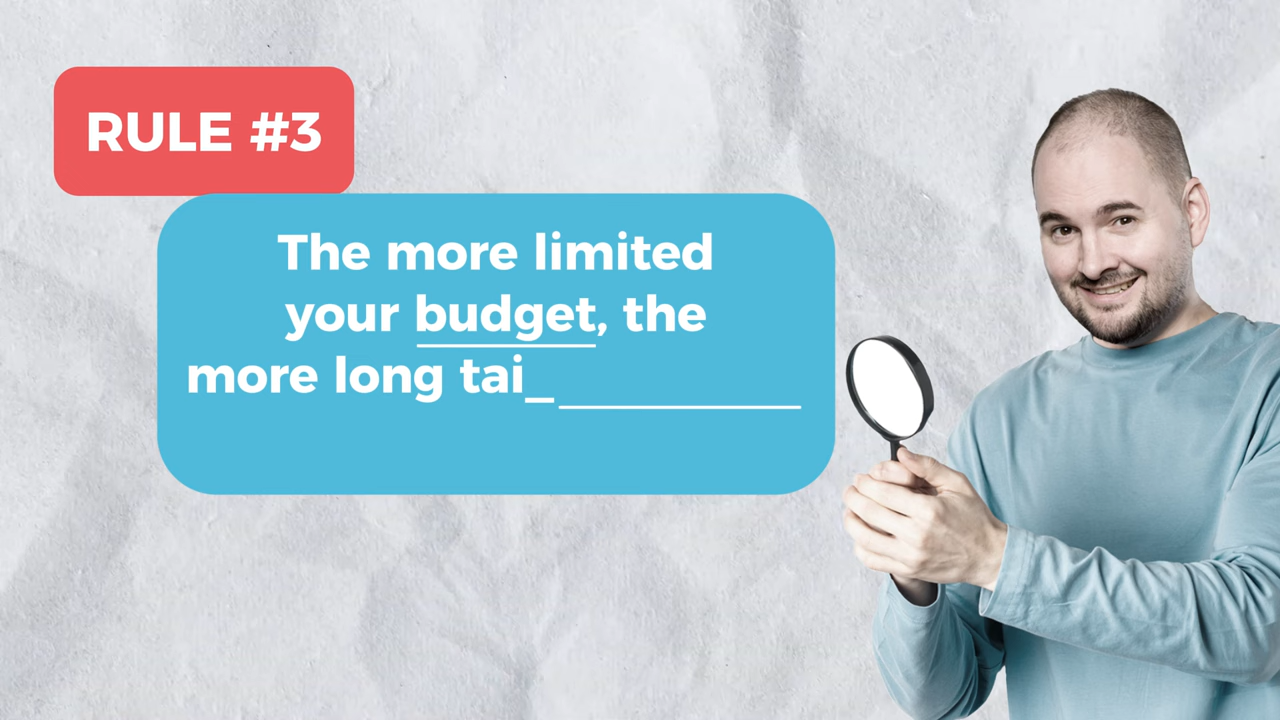 RULE #3
The more limited
your budget, the
more long tai_